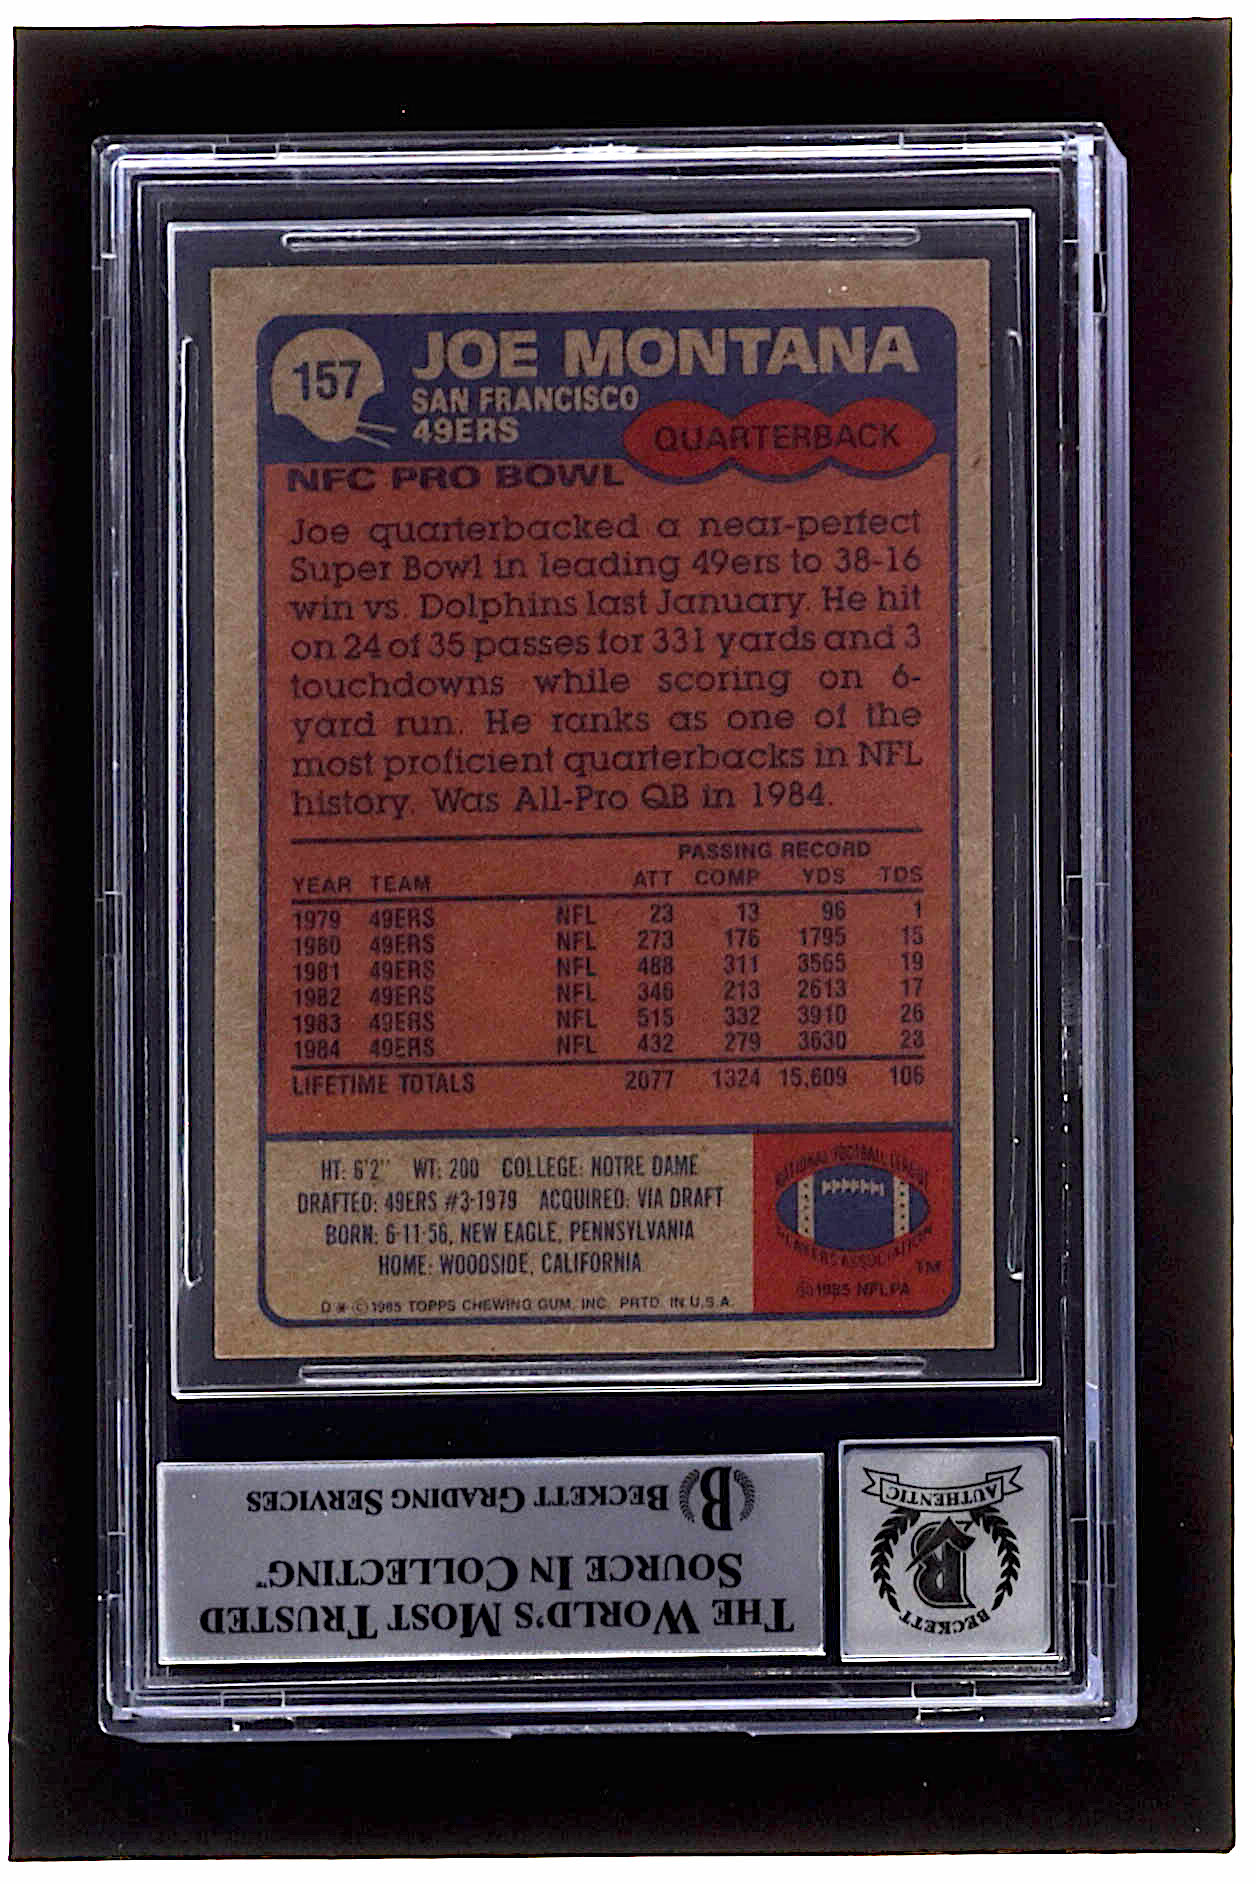 157
JOE MONTANA
SAN FRANCISCO
49ERS
QUARTERBACK
NFC PRO BOWL
Joe quarterbacked a near-perfect
Super Bowl in leading 49ers to 38-16
win vs. Dolphins last January. He hit
on 24 of 35 passes for 331 yards and 3
touchdowns while scoring on 6-
yard run. He ranks as one of the
most proficient quarterbacks in NFL
history. Was All-Pro QB in 1984.
PASSING RECORD
YEAR TEAM ATT COMP YDS TDS
1979 49ERS NFL 23 13 96 1
1980 49ERS NFL 273 176 1795 15
1981 49ERS NFL 488 311 3565 19
1982 49ERS NFL 346 213 2613 17
1983 49ERS NFL 515 332 3910 26
1984 49ERS NFL 432 279 3630 28
LIFETIME TOTALS 2077 1324 15,609 106
HT: 6'2" WT: 200 COLLEGE: NOTRE DAME
DRAFTED: 49ERS #3-1979 ACQUIRED: VIA DRAFT
BORN: 6-11-56, NEW EAGLE, PENNSYLVANIA
HOME: WOODSIDE, CALIFORNIA
D * © 1985 TOPPS CHEWING GUM, INC. PRTD. IN U.S.A.
NATIONAL FOOTBALL LEAGUE
PLAYERS ASSOCIATION
TM
© 1985 NFLPA
B BECKETT GRADING SERVICES
THE WORLD'S MOST TRUSTED
SOURCE IN COLLECTING™
BECKETT
B
AUTHENTIC